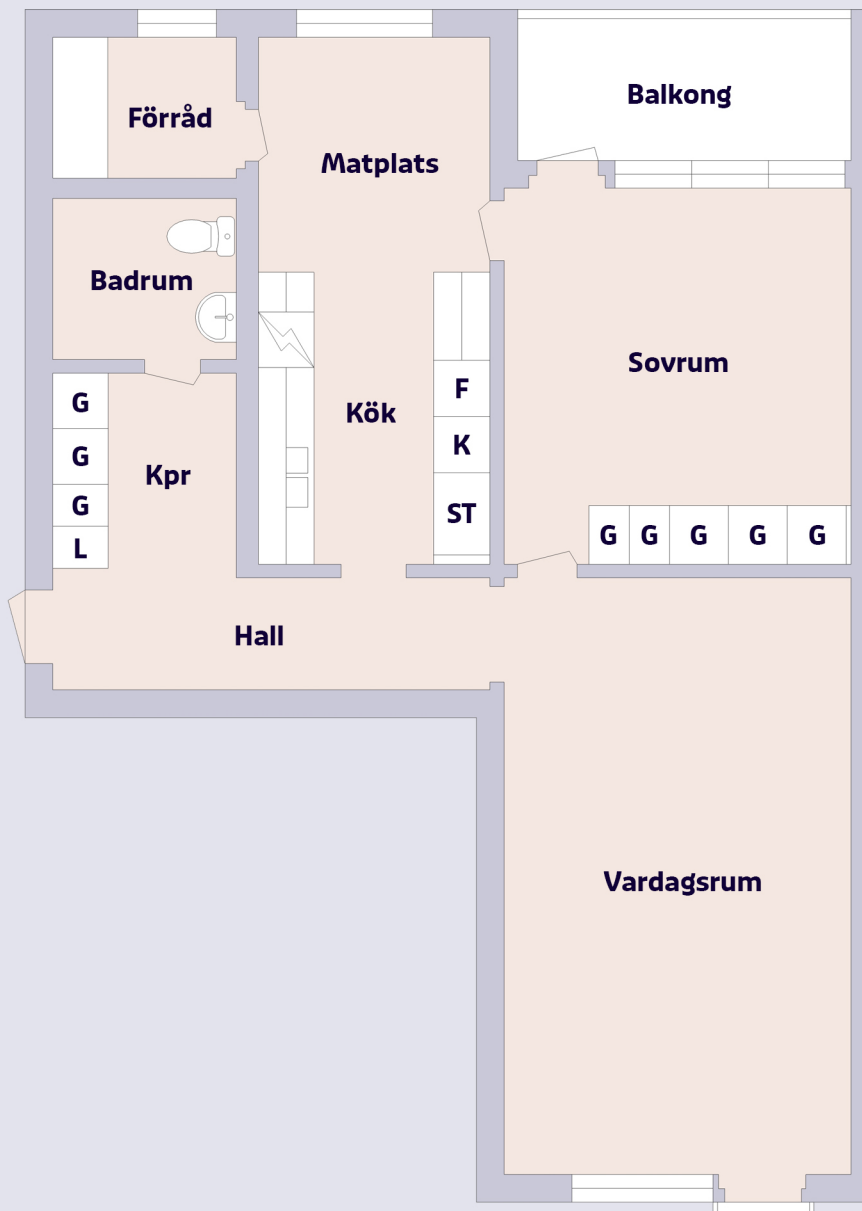 Balkong
Förråd
Matplats
Badrum
Sovrum
F
G
Kök
K
G
Kpr
G
ST
G G G G G
L
Hall
Vardagsrum